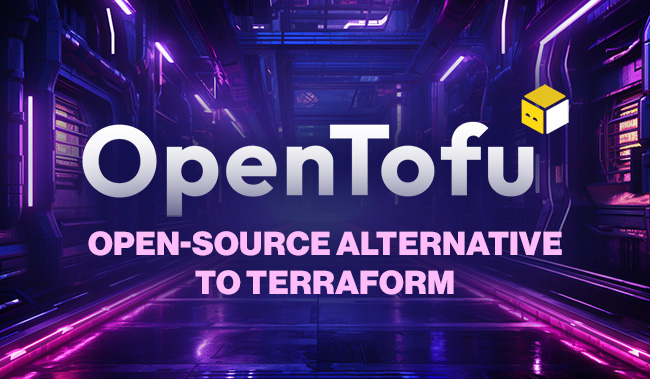 OpenTofu
OPEN-SOURCE ALTERNATIVE
TO TERRAFORM